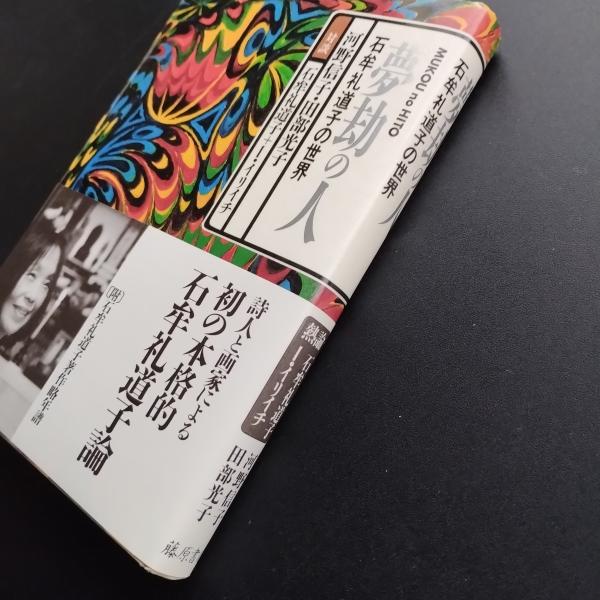 夢劫の人
MUKOU no HITO
石牟礼道子の世界
河野信子・田部光子
対談
石牟礼道子+I・イリイチ
夢劫の人
石牟礼道子の世界
詩人と画家による
初の本格的
石牟礼道子論
(附)石牟礼道子著作略年譜
石牟礼道子
I・イリイチ
河野信子
田部光子
藤原書